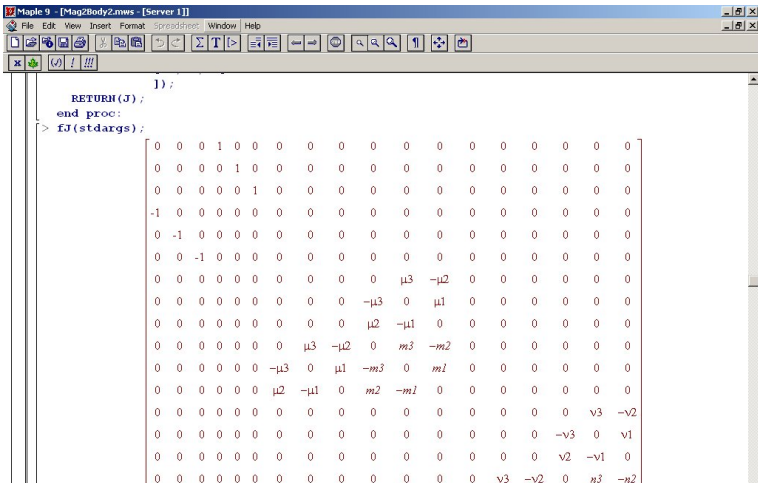 Maple 9 - [Mag2Body2.mws - [Server 1]]
File Edit View Insert Format Spreadsheet Window Help
]);
RETURN(J);
end proc:
> fJ(stdargs);
0 0 0 1 0 0 0 0 0 0 0 0 0 0 0 0 0 0
0 0 0 0 1 0 0 0 0 0 0 0 0 0 0 0 0 0
0 0 0 0 0 1 0 0 0 0 0 0 0 0 0 0 0 0
-1 0 0 0 0 0 0 0 0 0 0 0 0 0 0 0 0 0
0 -1 0 0 0 0 0 0 0 0 0 0 0 0 0 0 0 0
0 0 -1 0 0 0 0 0 0 0 0 0 0 0 0 0 0 0
0 0 0 0 0 0 0 0 0 0 μ3 −μ2 0 0 0 0 0 0
0 0 0 0 0 0 0 0 0 −μ3 0 μ1 0 0 0 0 0 0
0 0 0 0 0 0 0 0 0 μ2 −μ1 0 0 0 0 0 0 0
0 0 0 0 0 0 0 μ3 −μ2 0 m3 −m2 0 0 0 0 0 0
0 0 0 0 0 0 −μ3 0 μ1 −m3 0 m1 0 0 0 0 0 0
0 0 0 0 0 0 μ2 −μ1 0 m2 −m1 0 0 0 0 0 0 0
0 0 0 0 0 0 0 0 0 0 0 0 0 0 0 0 ν3 −ν2
0 0 0 0 0 0 0 0 0 0 0 0 0 0 0 −ν3 0 ν1
0 0 0 0 0 0 0 0 0 0 0 0 0 0 0 ν2 −ν1 0
0 0 0 0 0 0 0 0 0 0 0 0 0 ν3 −ν2 0 n3 −n2